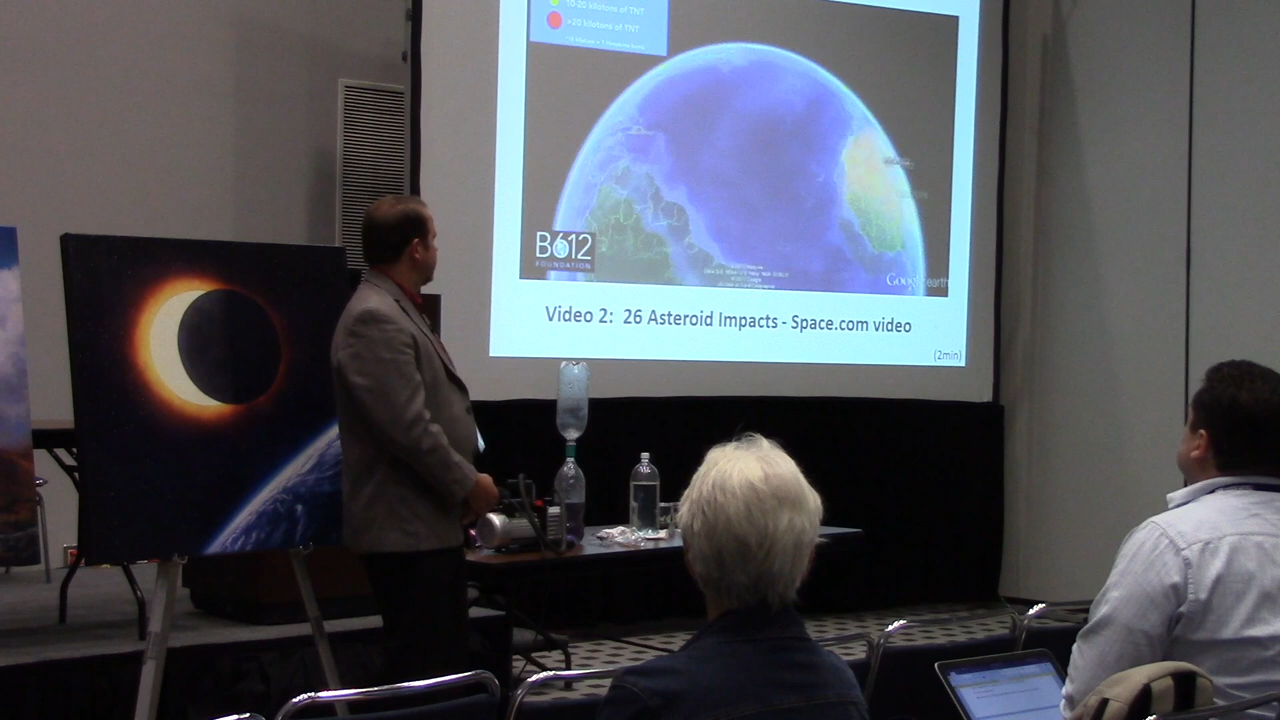 10-20 kilotons of TNT
>20 kilotons of TNT
B612
FOUNDATION
Google earth
Video 2: 26 Asteroid Impacts - Space.com video
(2min)